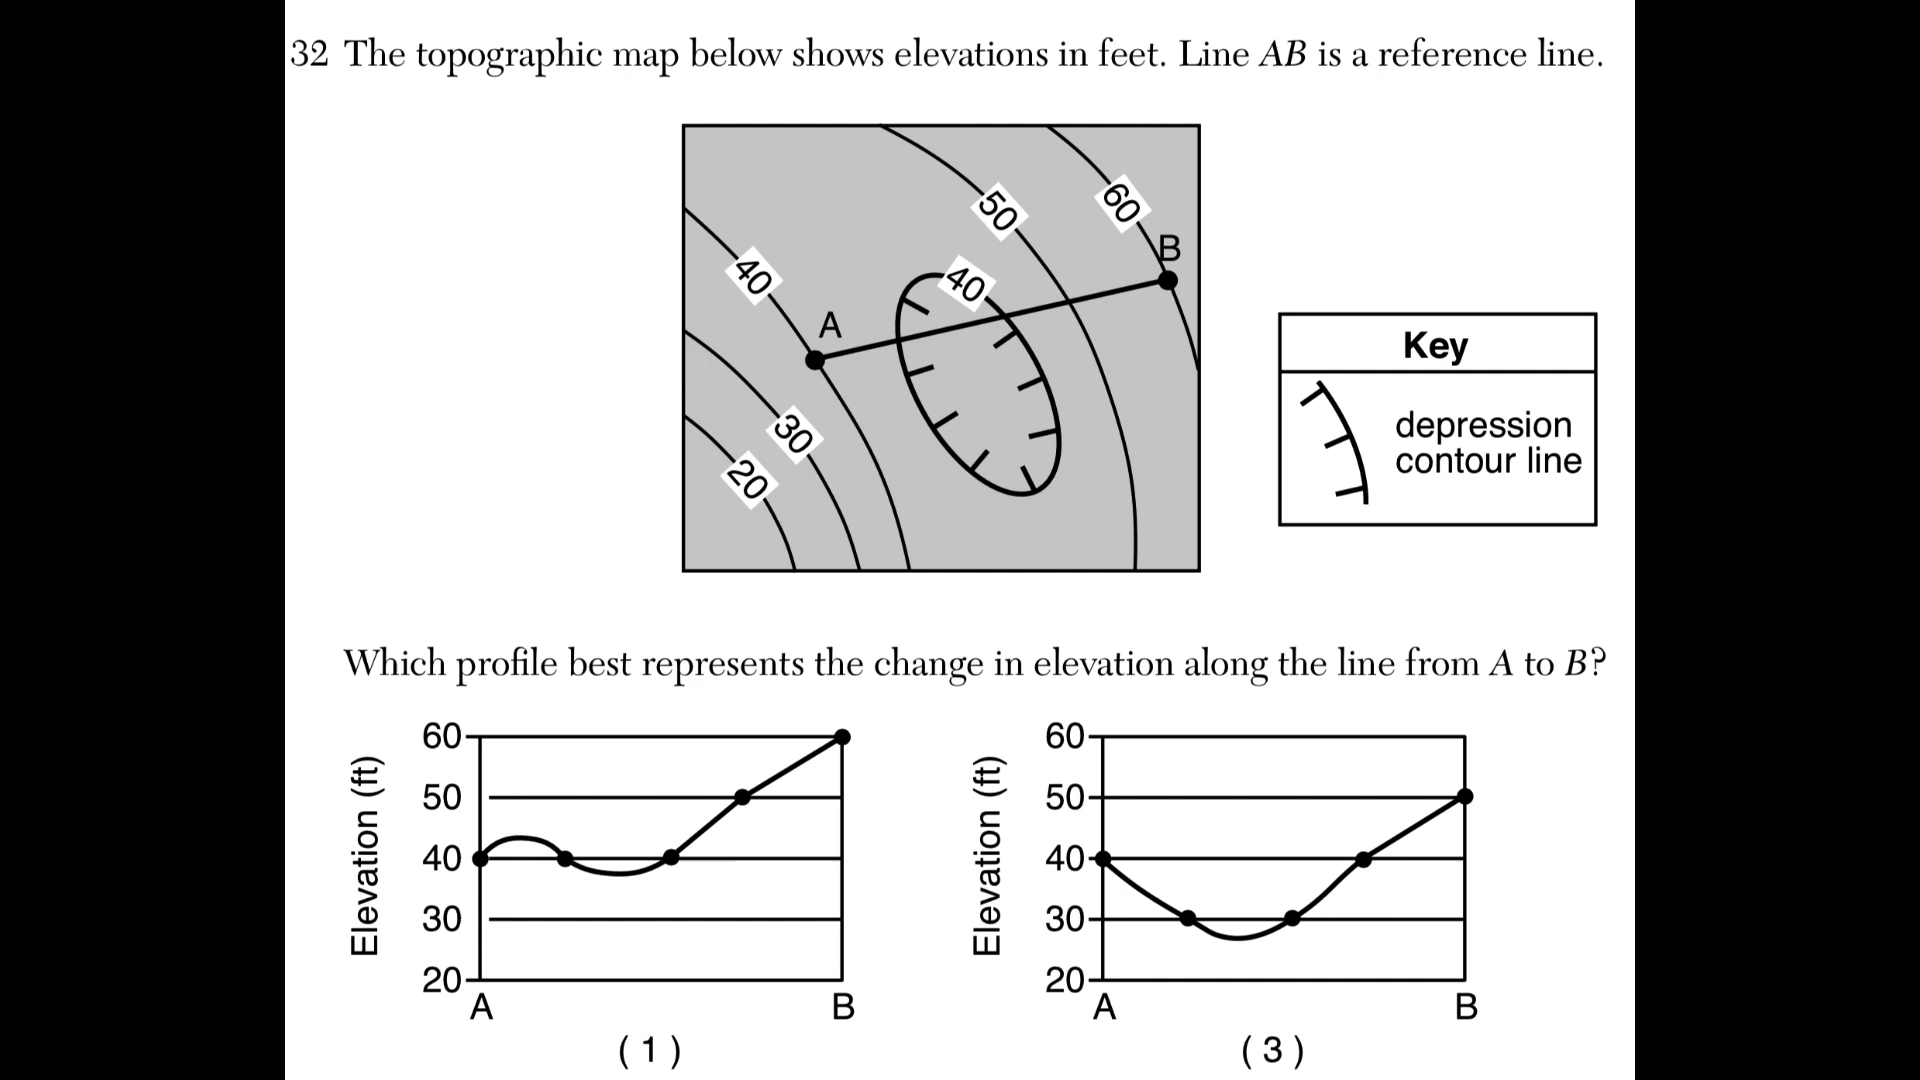 32 The topographic map below shows elevations in feet. Line AB is a reference line.
50
60
B
40
40
A
30
20
Key
depression
contour line
Which profile best represents the change in elevation along the line from A to B?
Elevation (ft)
60
50
40
30
20
A
B
( 1 )
Elevation (ft)
60
50
40
30
20
A
B
( 3 )